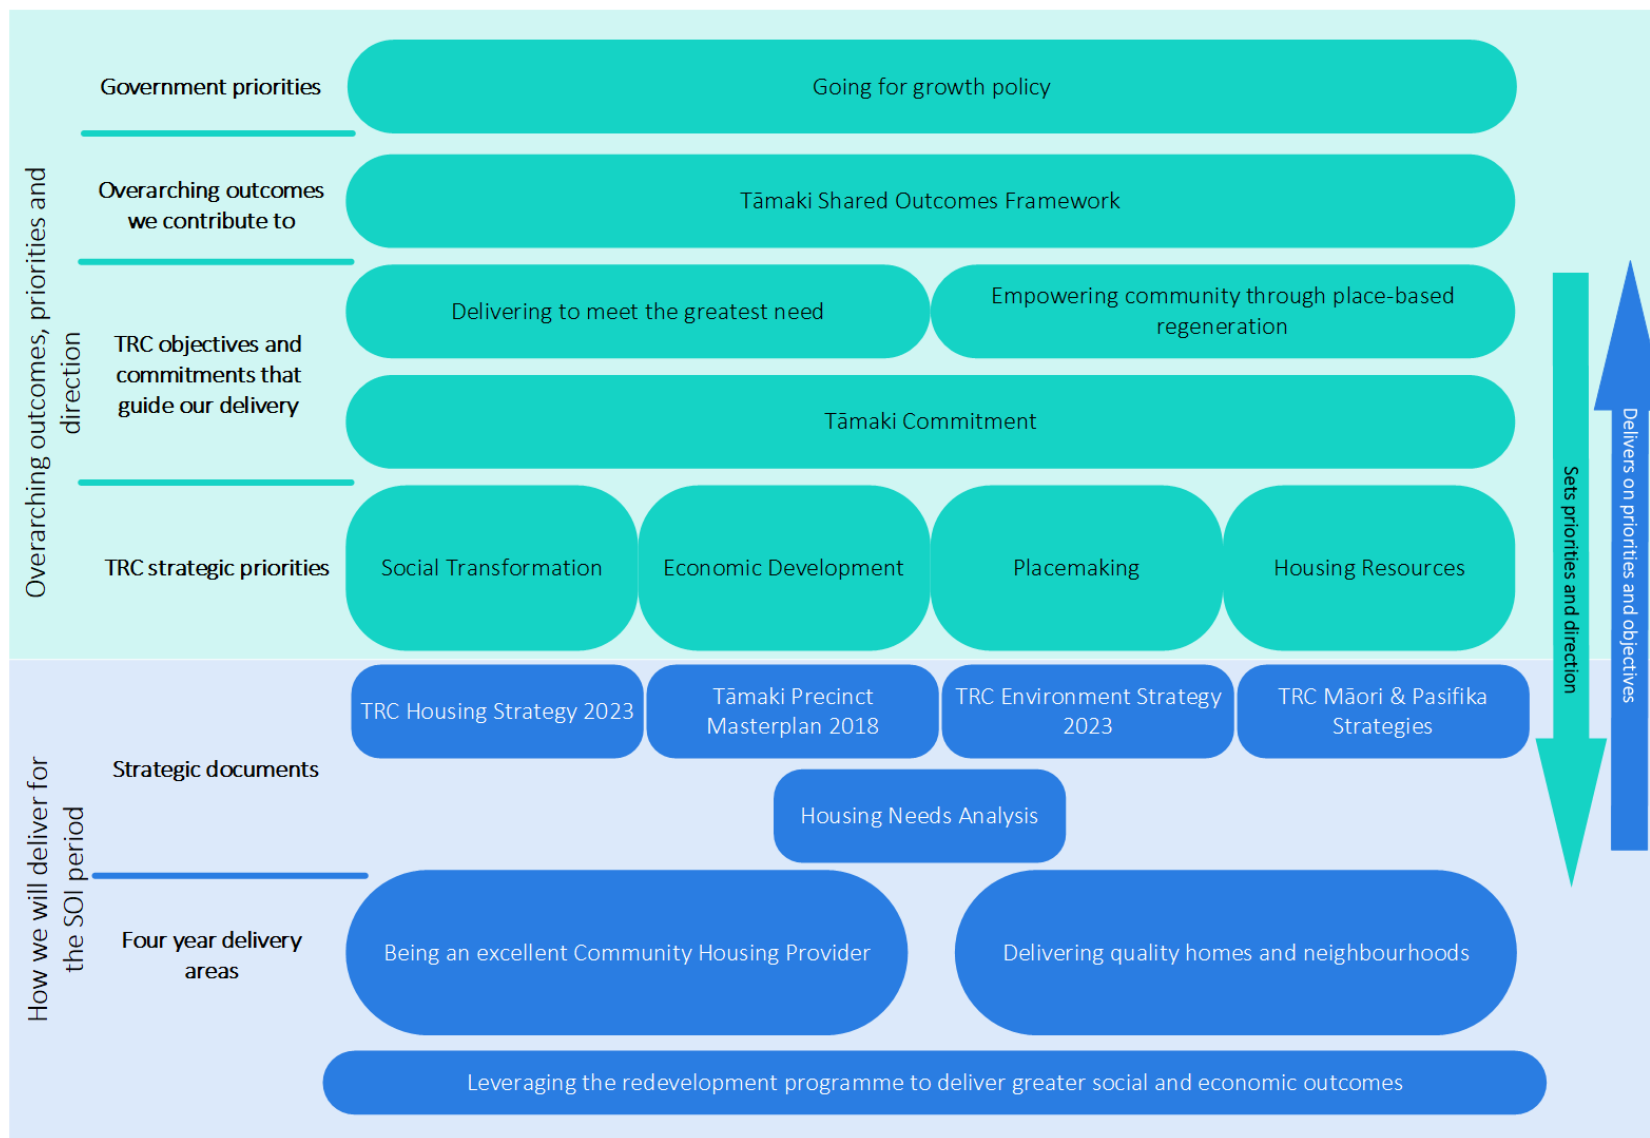 Overarching outcomes, priorities and
direction
Government priorities
Going for growth policy
Overarching outcomes
we contribute to
Tāmaki Shared Outcomes Framework
TRC objectives and
commitments that
guide our delivery
Delivering to meet the greatest need
Empowering community through place-based
regeneration
Tāmaki Commitment
TRC strategic priorities
Social Transformation
Economic Development
Placemaking
Housing Resources
Sets priorities and direction
Delivers on priorities and objectives
How we will deliver for
the SOI period
Strategic documents
TRC Housing Strategy 2023
Tāmaki Precinct
Masterplan 2018
TRC Environment Strategy
2023
TRC Māori & Pasifika
Strategies
Housing Needs Analysis
Four year delivery
areas
Being an excellent Community Housing Provider
Delivering quality homes and neighbourhoods
Leveraging the redevelopment programme to deliver greater social and economic outcomes